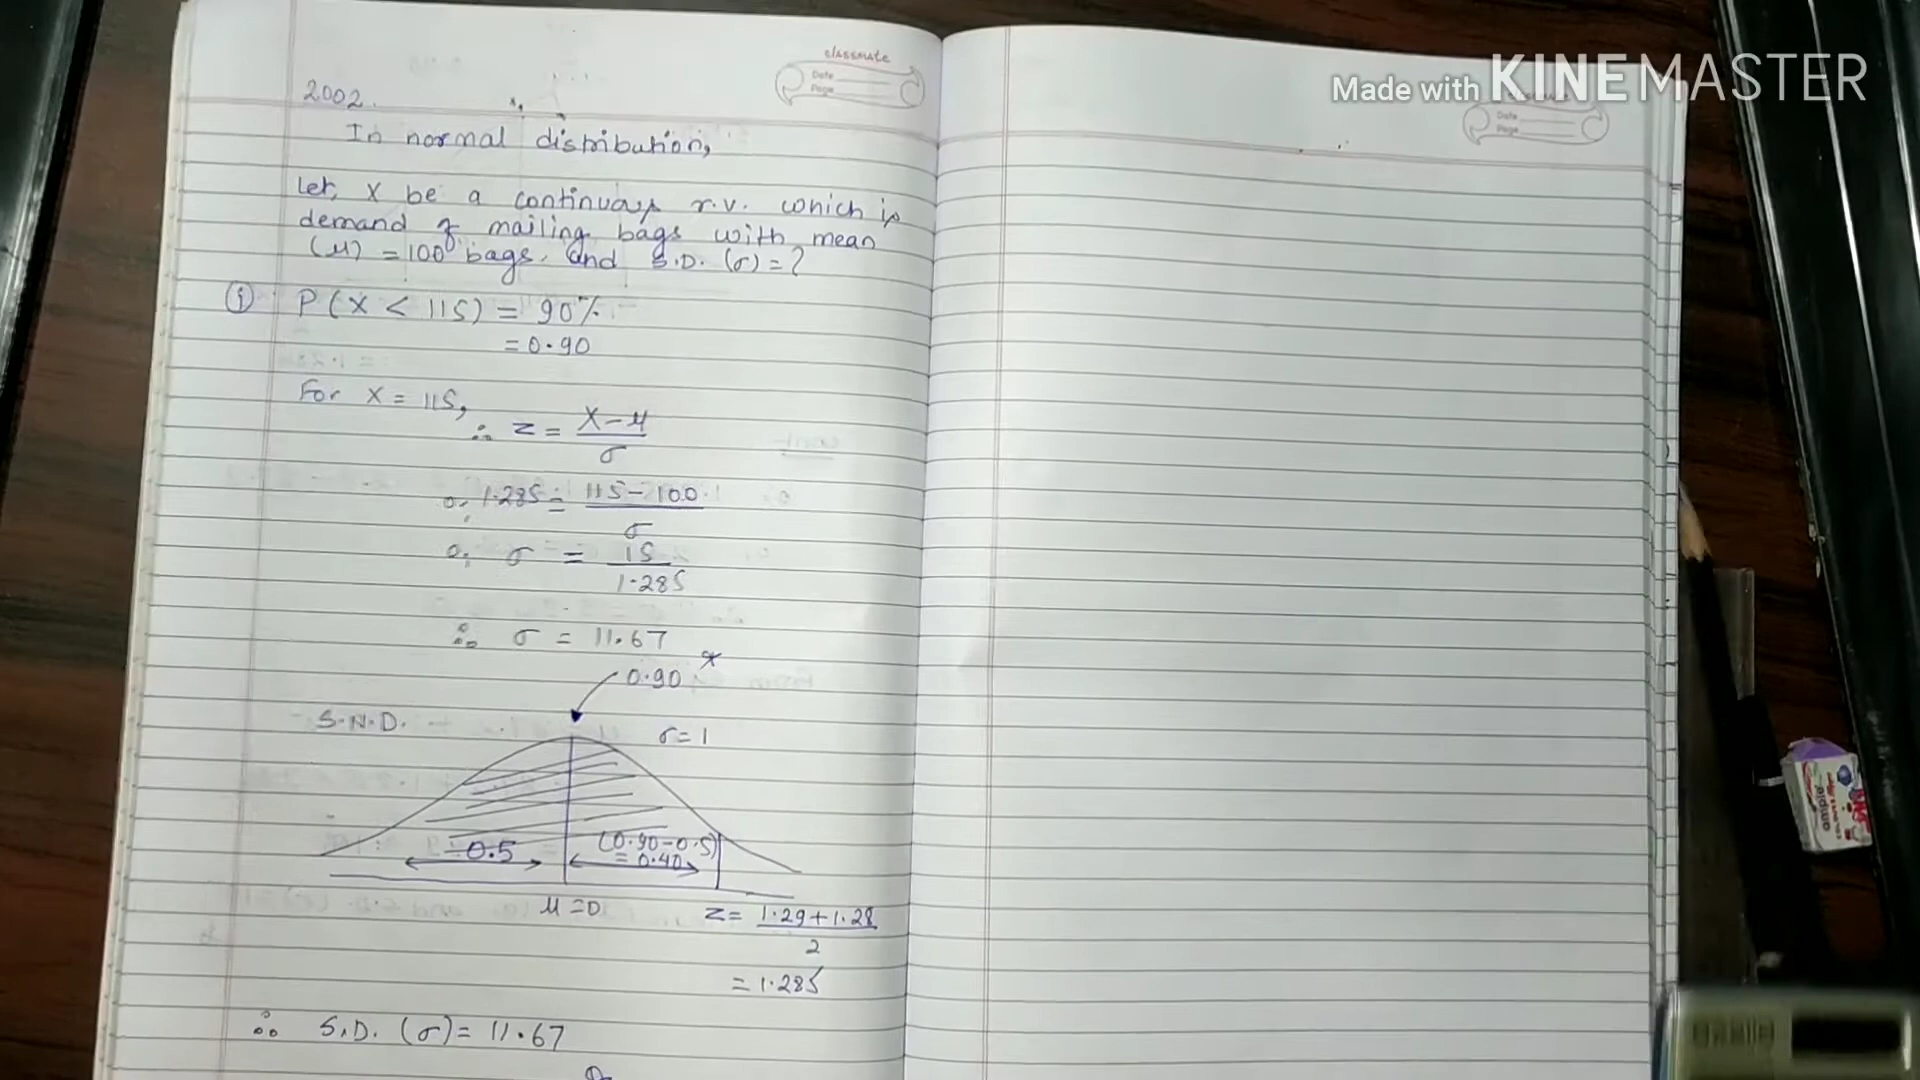 Made with KINEMASTER
classmate
Date
Page
Date
Page
2002.
In normal distribution,
Let, X be a continuous r.v. which is
demand of mailing bags with mean
(μ) = 100 bags. and S.D. (σ) = ?
(i) P(X < 115) = 90%
= 0.90
For X = 115,
∴ z = X - μ / σ
or 1.285 = 115 - 100 / σ
or σ = 15 / 1.285
∴ σ = 11.67
0.90
S.N.D.
σ = 1
0.5
(0.90 - 0.5)
= 0.40
μ = 0
z = 1.29 + 1.28 / 2
= 1.285
∴ S.D. (σ) = 11.67
ample